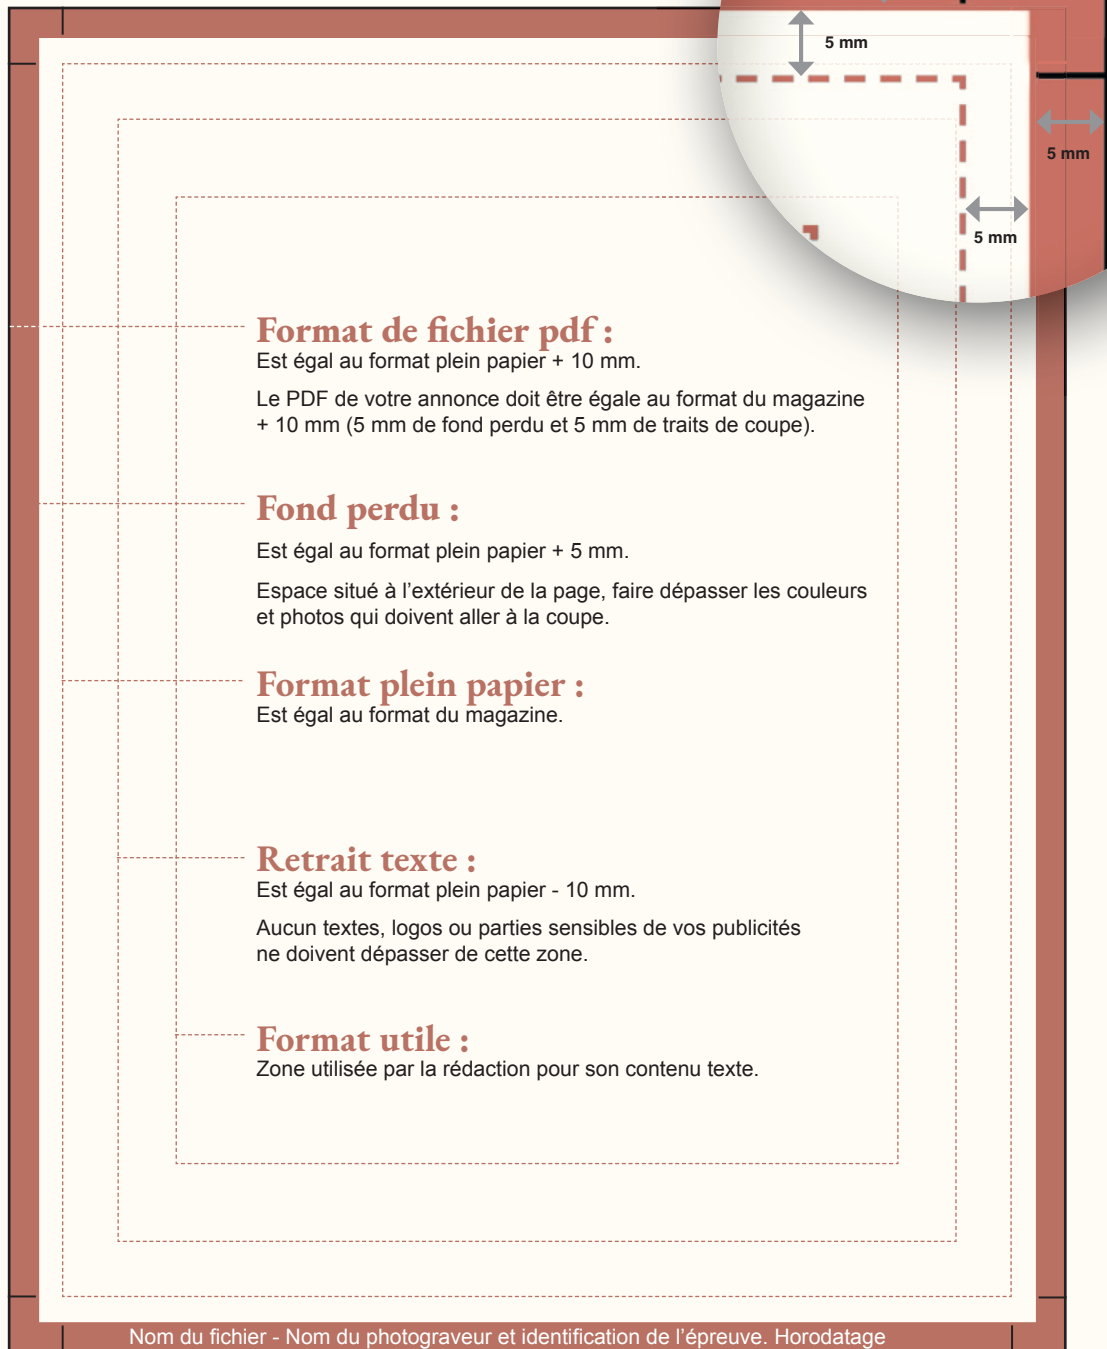 5 mm
5 mm
5 mm
Format de fichier pdf :
Est égal au format plein papier + 10 mm.
Le PDF de votre annonce doit être égale au format du magazine
+ 10 mm (5 mm de fond perdu et 5 mm de traits de coupe).
Fond perdu :
Est égal au format plein papier + 5 mm.
Espace situé à l’extérieur de la page, faire dépasser les couleurs
et photos qui doivent aller à la coupe.
Format plein papier :
Est égal au format du magazine.
Retrait texte :
Est égal au format plein papier - 10 mm.
Aucun textes, logos ou parties sensibles de vos publicités
ne doivent dépasser de cette zone.
Format utile :
Zone utilisée par la rédaction pour son contenu texte.
Nom du fichier - Nom du photograveur et identification de l’épreuve. Horodatage